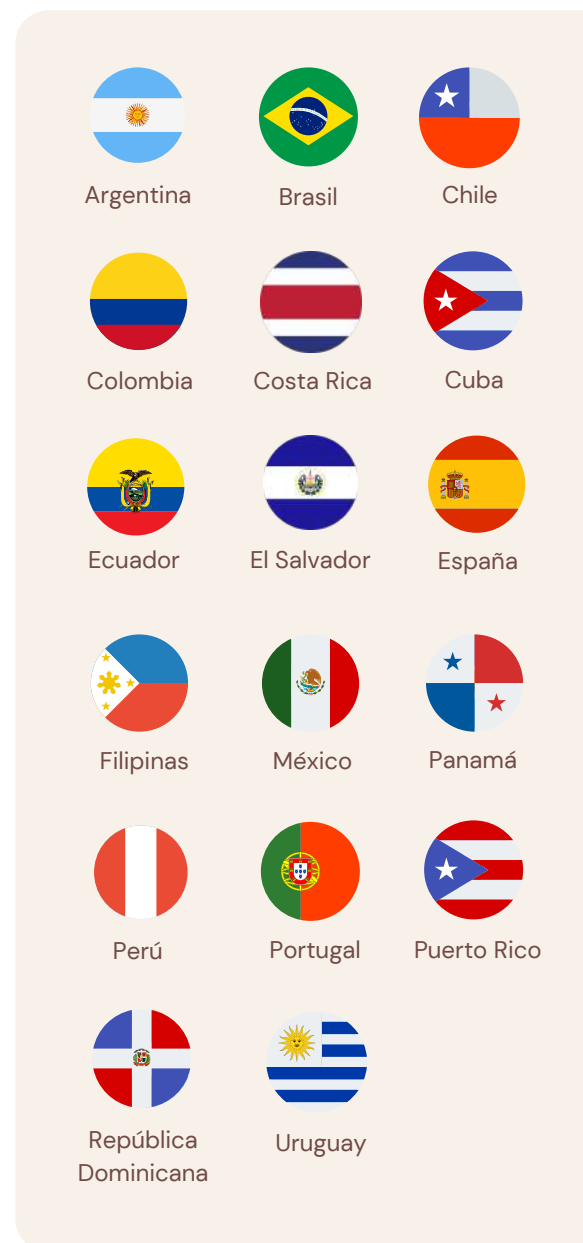 Argentina
Brasil
Chile
Colombia
Costa Rica
Cuba
Ecuador
El Salvador
España
Filipinas
México
Panamá
Perú
Portugal
Puerto Rico
República
Dominicana
Uruguay